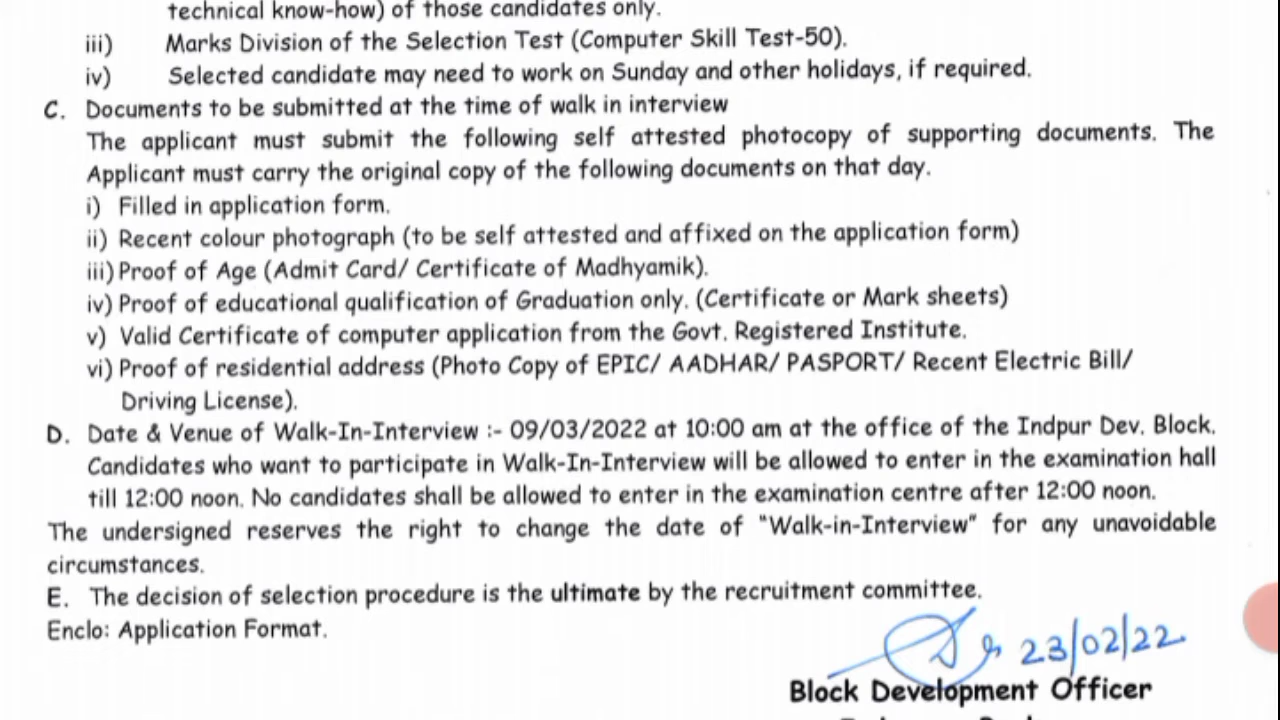 technical know-how) of those candidates only.
iii) Marks Division of the Selection Test (Computer Skill Test-50).
iv) Selected candidate may need to work on Sunday and other holidays, if required.
C. Documents to be submitted at the time of walk in interview
The applicant must submit the following self attested photocopy of supporting documents. The
Applicant must carry the original copy of the following documents on that day.
i) Filled in application form.
ii) Recent colour photograph (to be self attested and affixed on the application form)
iii) Proof of Age (Admit Card/ Certificate of Madhyamik).
iv) Proof of educational qualification of Graduation only. (Certificate or Mark sheets)
v) Valid Certificate of computer application from the Govt. Registered Institute.
vi) Proof of residential address (Photo Copy of EPIC/ AADHAR/ PASPORT/ Recent Electric Bill/
Driving License).
D. Date & Venue of Walk-In-Interview :- 09/03/2022 at 10:00 am at the office of the Indpur Dev. Block.
Candidates who want to participate in Walk-In-Interview will be allowed to enter in the examination hall
till 12:00 noon. No candidates shall be allowed to enter in the examination centre after 12:00 noon.
The undersigned reserves the right to change the date of "Walk-in-Interview" for any unavoidable
circumstances.
E. The decision of selection procedure is the ultimate by the recruitment committee.
Enclo: Application Format.
23/02/22
Block Development Officer